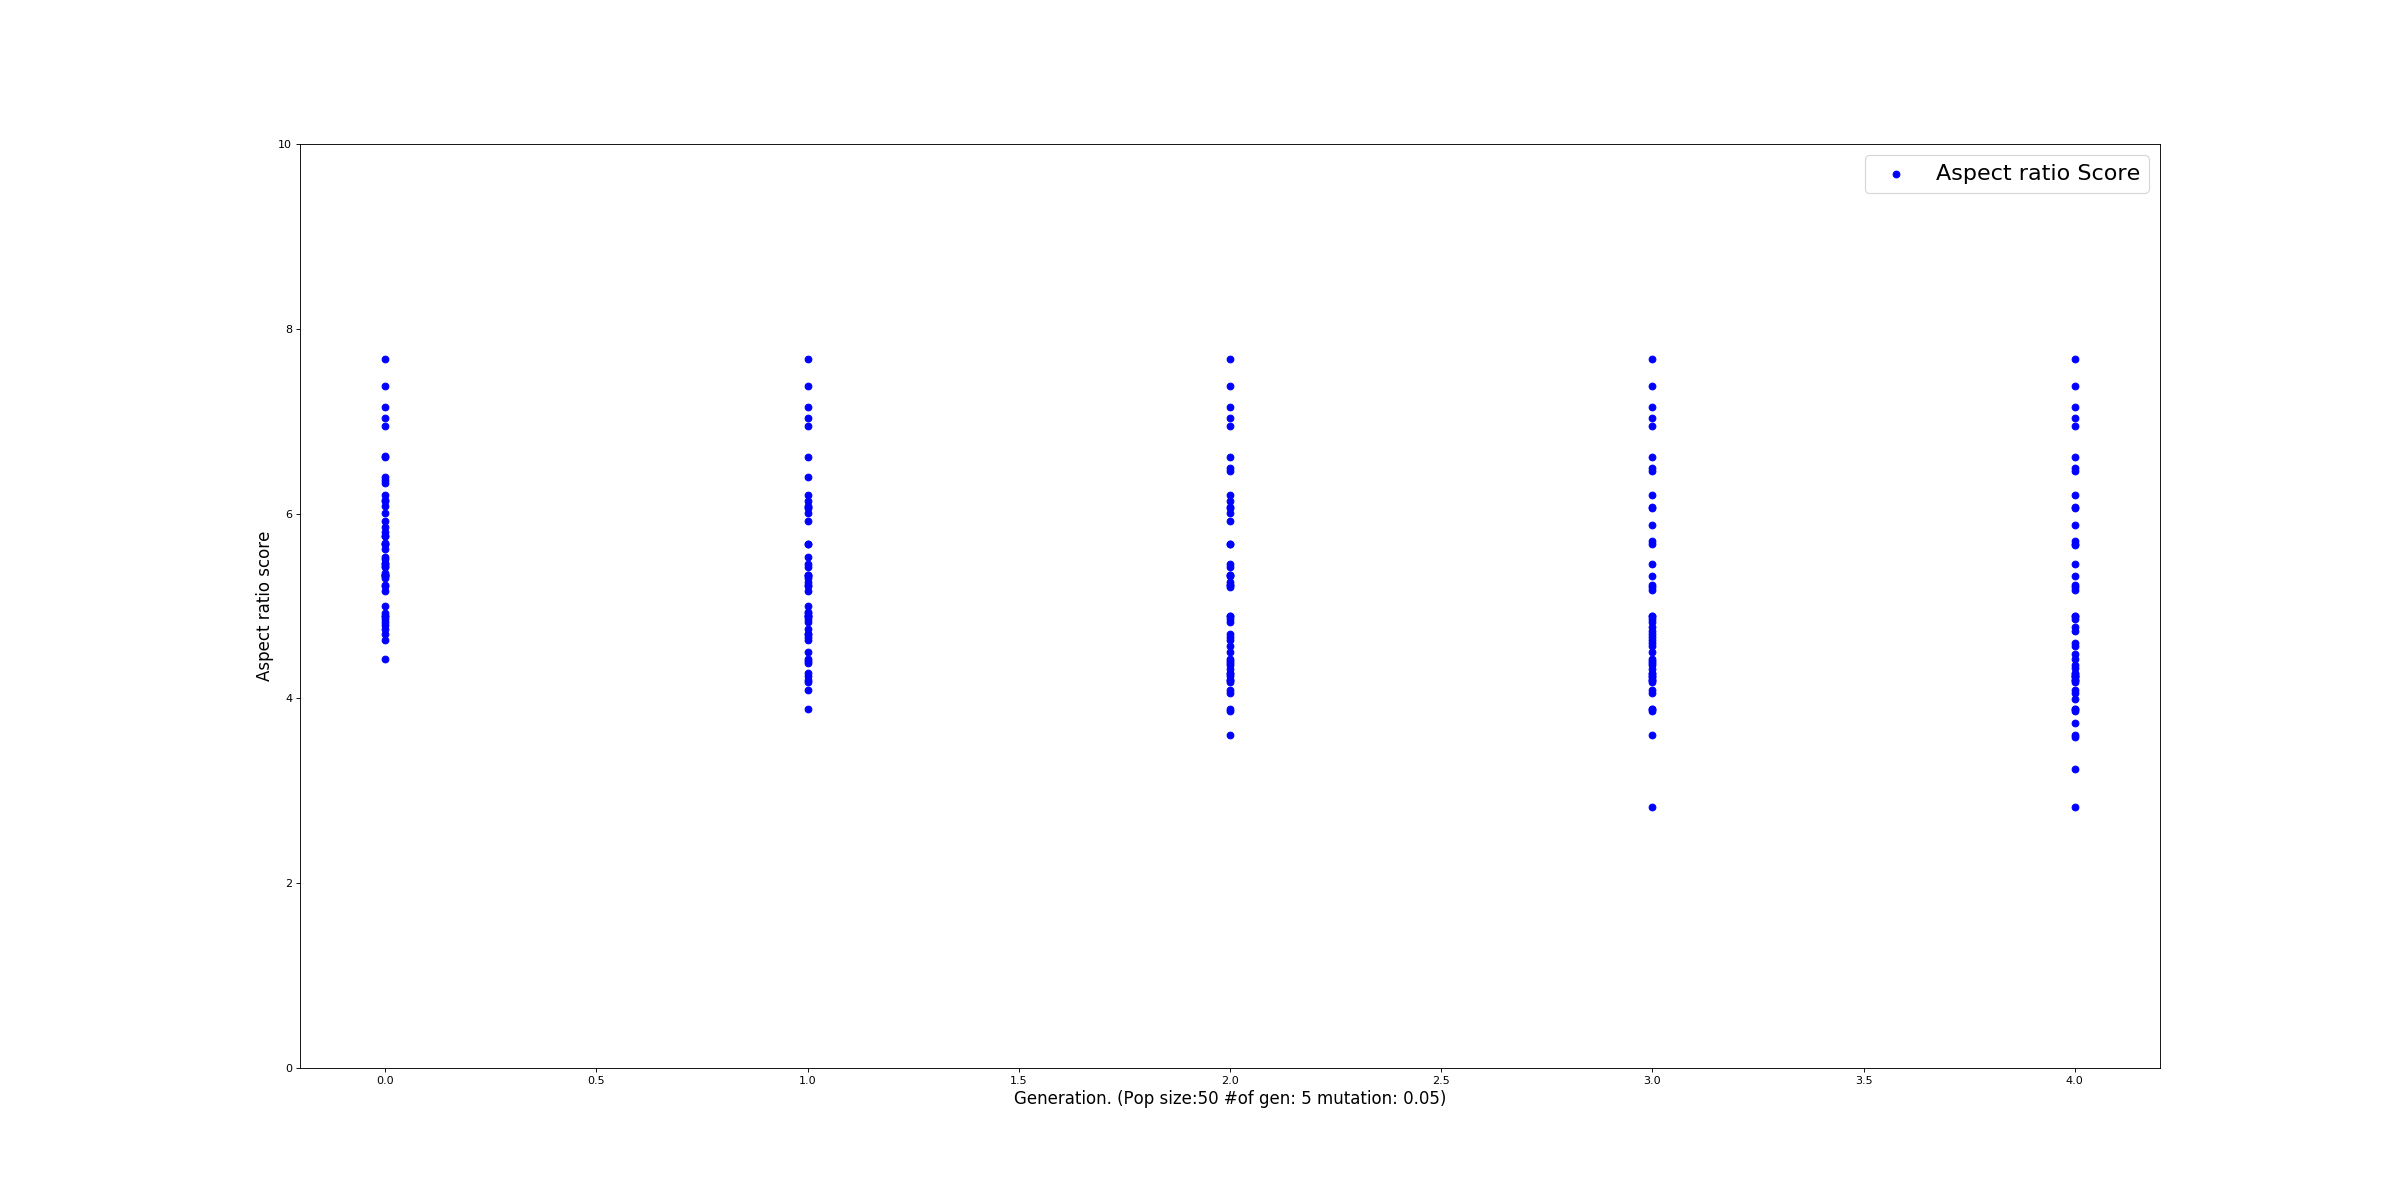 10
Aspect ratio Score
8
6
Aspect ratio score
4
2
0
0.0 0.5 1.0 1.5 2.0 2.5 3.0 3.5 4.0
Generation. (Pop size:50 #of gen: 5 mutation: 0.05)